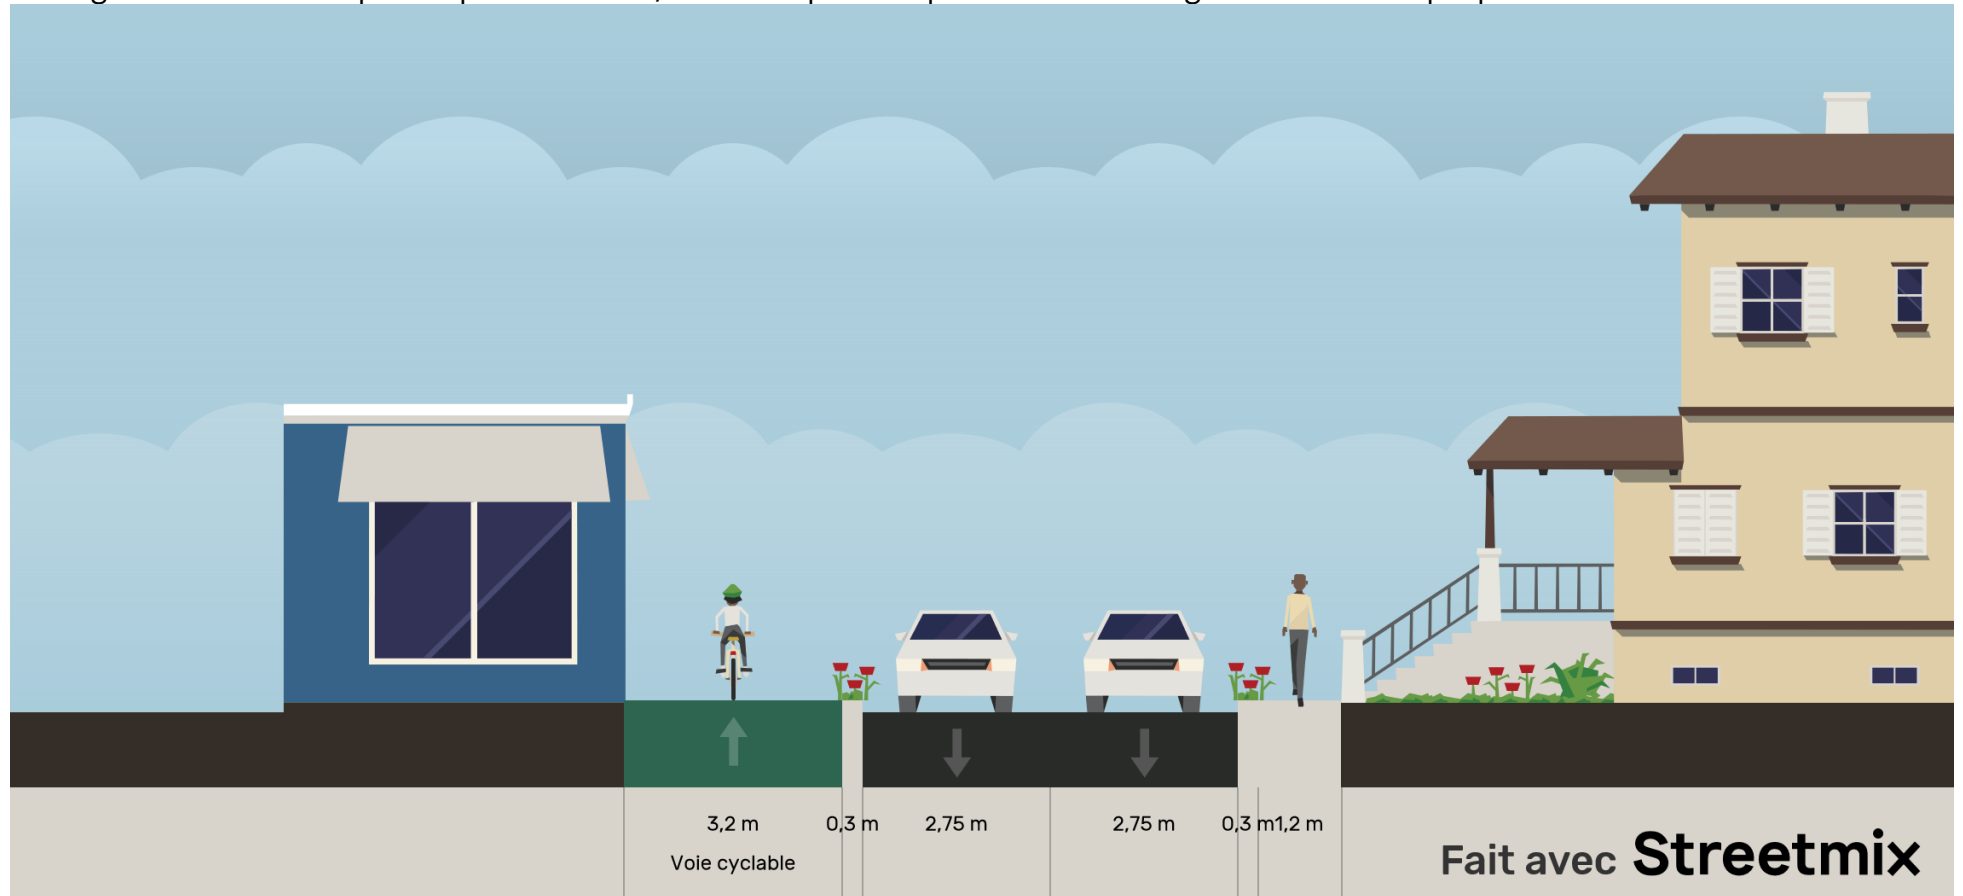 3,2 m
0,3 m
2,75 m
2,75 m
0,3 m
1,2 m
Voie cyclable
Fait avec Streetmix